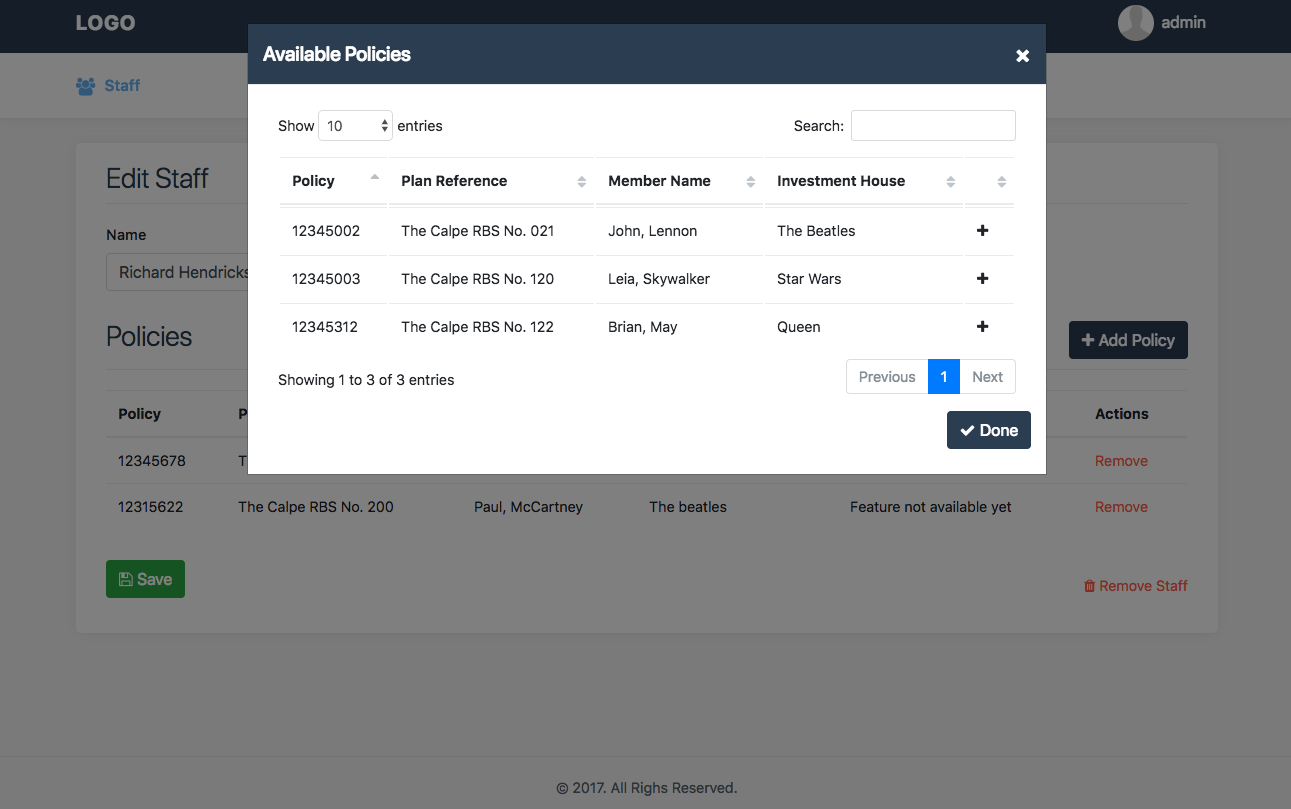 LOGO
admin
Available Policies
Staff
Show 10 entries
Search:
Policy Plan Reference Member Name Investment House
Edit Staff
12345002 The Calpe RBS No. 021 John, Lennon The Beatles
Name
Richard Hendricks
12345003 The Calpe RBS No. 120 Leia, Skywalker Star Wars
12345312 The Calpe RBS No. 122 Brian, May Queen
Policies
Add Policy
Showing 1 to 3 of 3 entries
Previous 1 Next
Policy
Actions
Done
12345678
Remove
12315622 The Calpe RBS No. 200 Paul, McCartney The beatles Feature not available yet Remove
Save
Remove Staff
© 2017. All Righs Reserved.